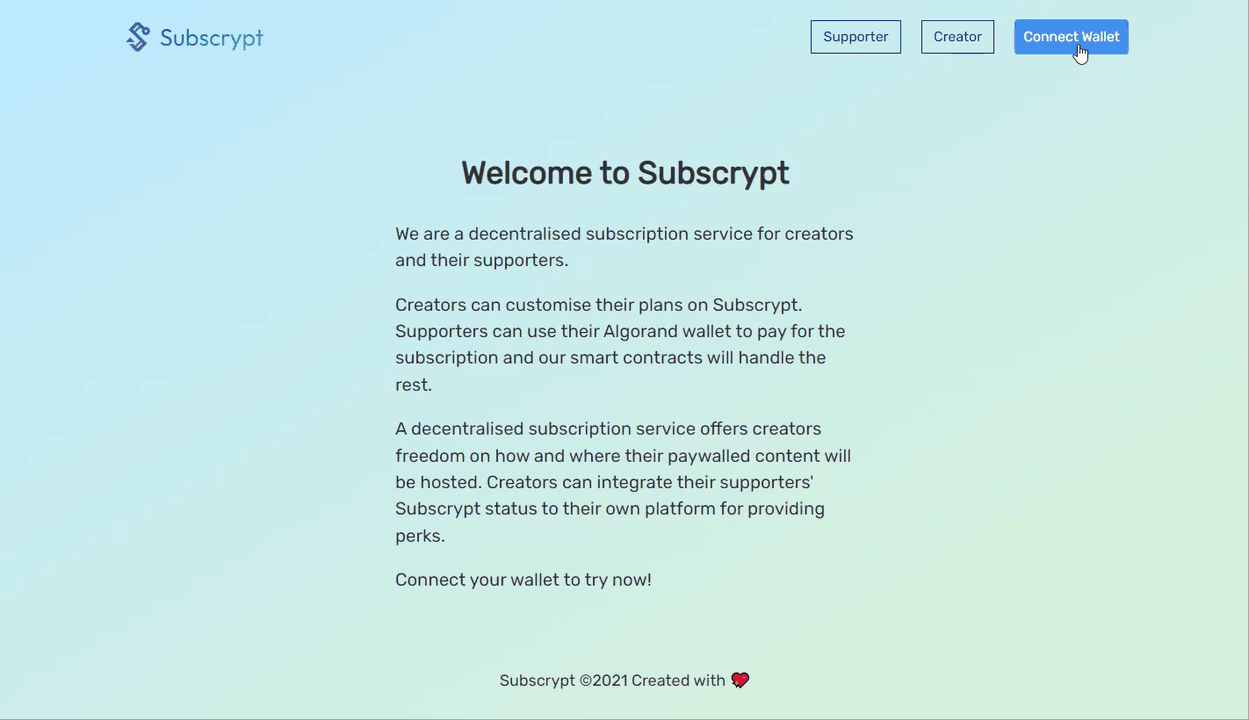 Subscrypt
Supporter
Creator
Connect Wallet
Welcome to Subscrypt
We are a decentralised subscription service for creators
and their supporters.
Creators can customise their plans on Subscrypt.
Supporters can use their Algorand wallet to pay for the
subscription and our smart contracts will handle the
rest.
A decentralised subscription service offers creators
freedom on how and where their paywalled content will
be hosted. Creators can integrate their supporters'
Subscrypt status to their own platform for providing
perks.
Connect your wallet to try now!
Subscrypt ©2021 Created with